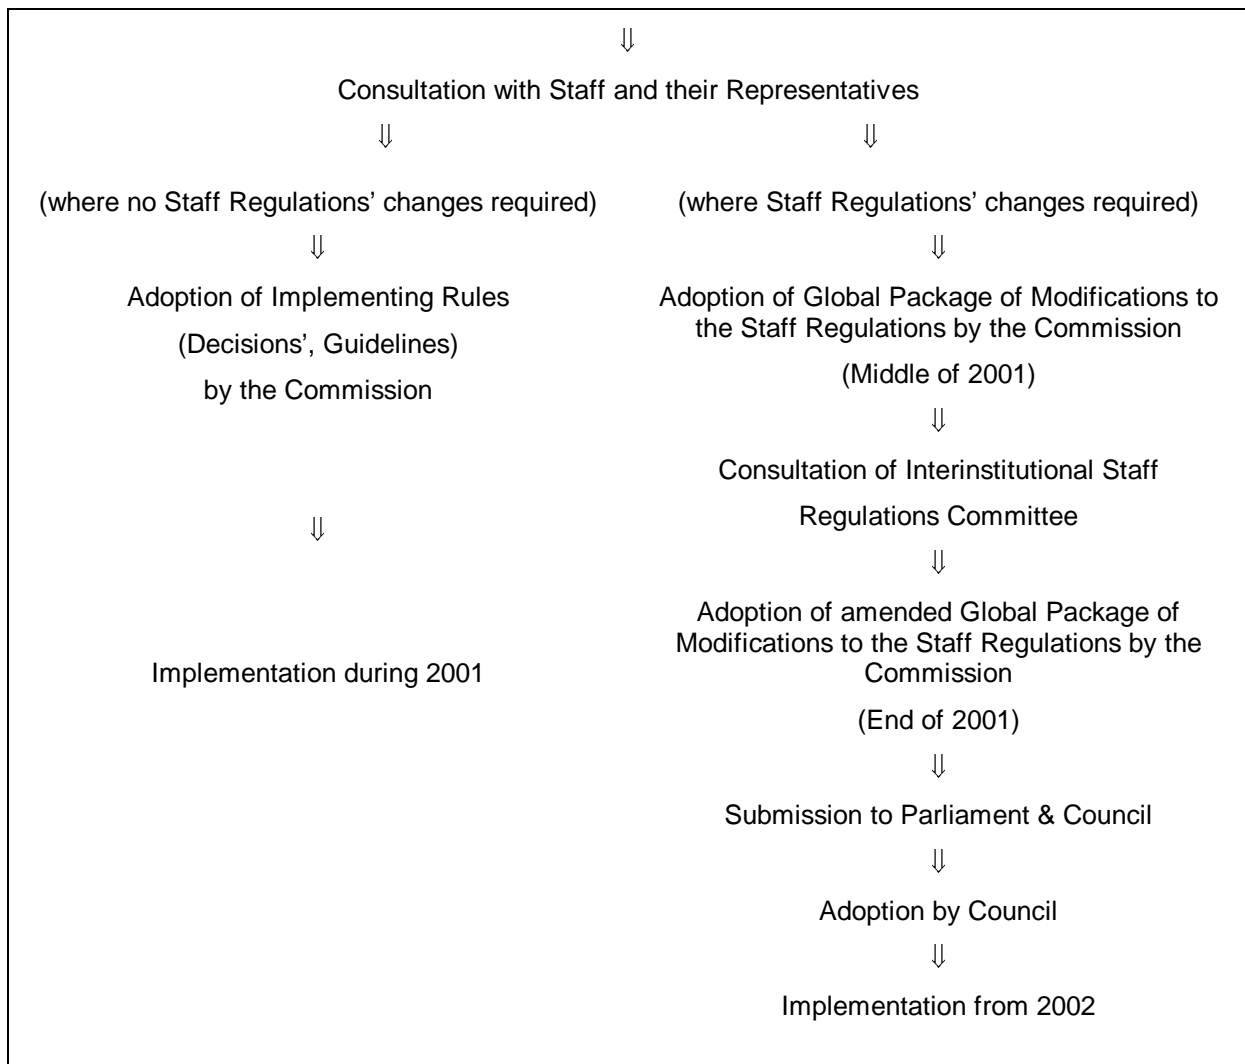 ⇓
Consultation with Staff and their Representatives
⇓ ⇓
(where no Staff Regulations’ changes required)
⇓
Adoption of Implementing Rules
(Decisions’, Guidelines)
by the Commission
⇓
Implementation during 2001
(where Staff Regulations’ changes required)
⇓
Adoption of Global Package of Modifications to
the Staff Regulations by the Commission
(Middle of 2001)
⇓
Consultation of Interinstitutional Staff
Regulations Committee
⇓
Adoption of amended Global Package of
Modifications to the Staff Regulations by the
Commission
(End of 2001)
⇓
Submission to Parliament & Council
⇓
Adoption by Council
⇓
Implementation from 2002